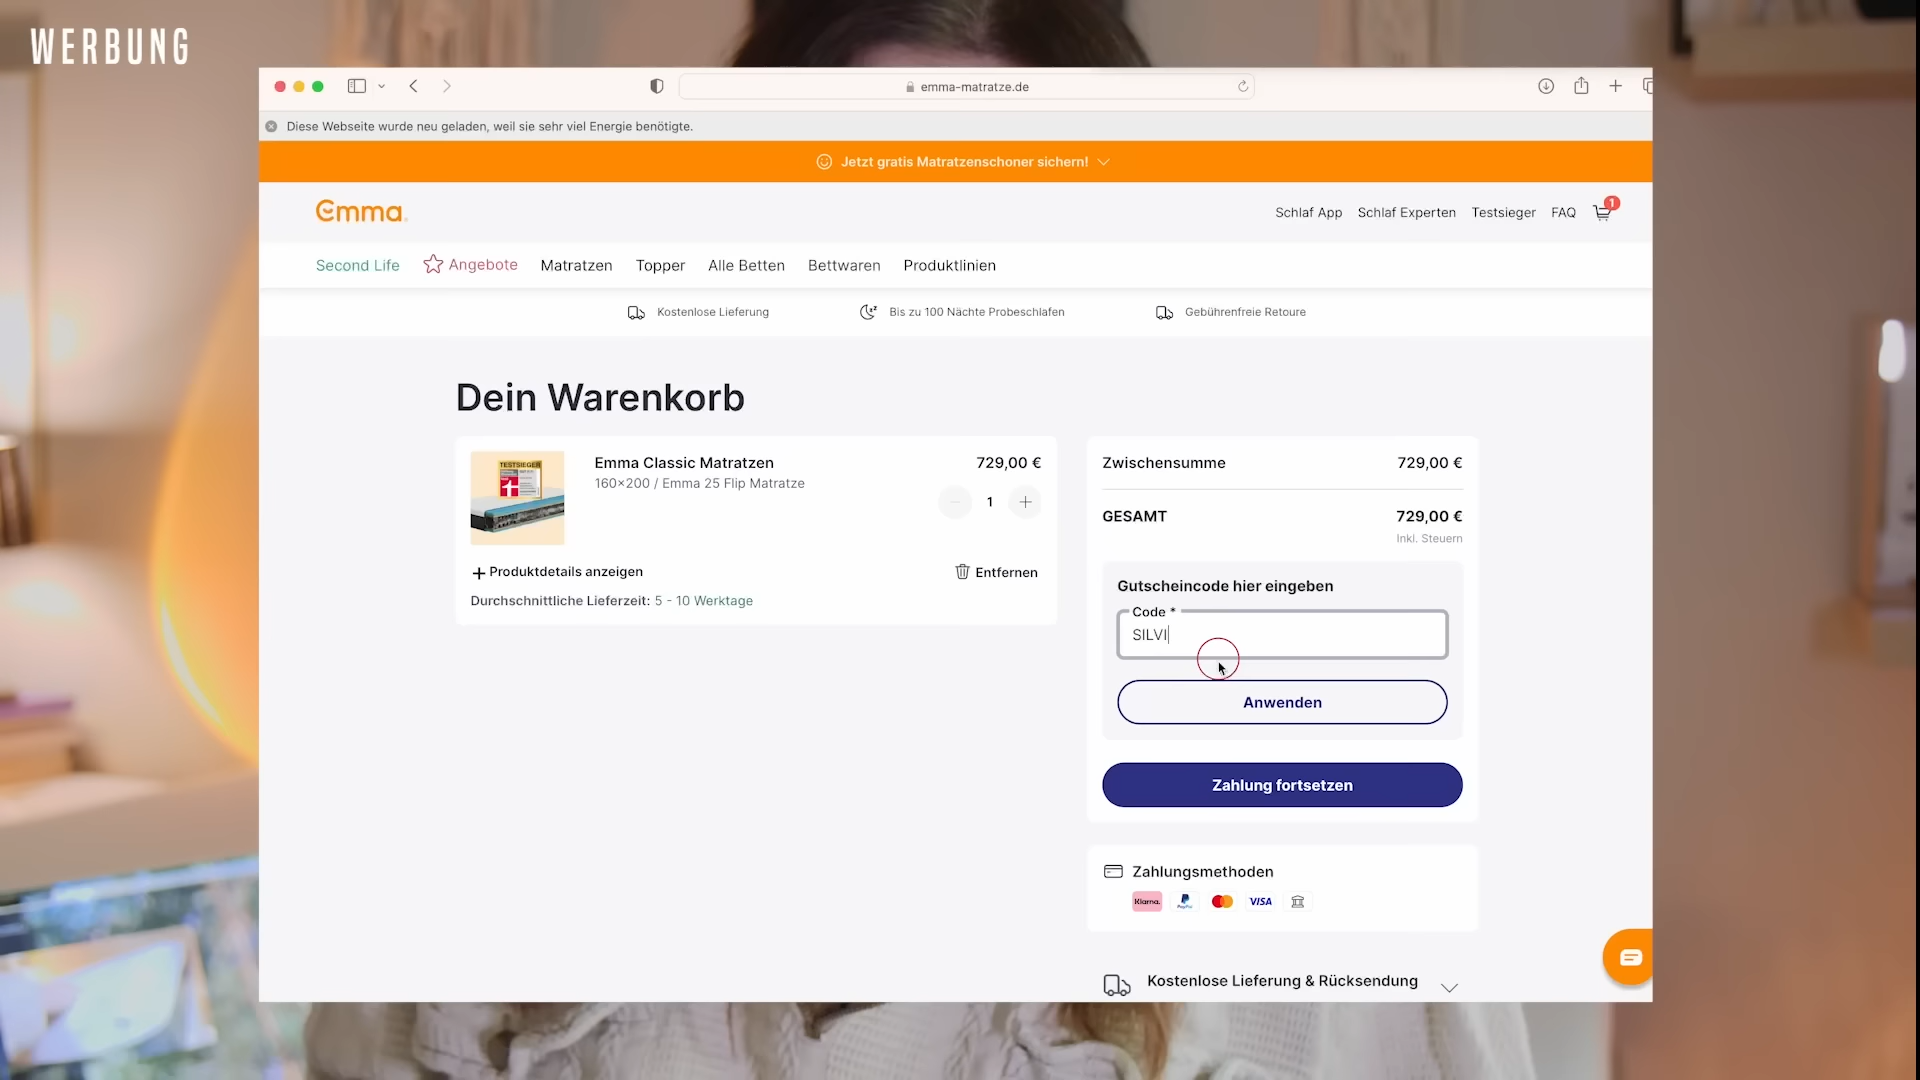 WERBUNG
emma-matratze.de
Diese Webseite wurde neu geladen, weil sie sehr viel Energie benötigte.
Jetzt gratis Matratzenschoner sichern!
Emma
Schlaf App Schlaf Experten Testsieger FAQ 1
Second Life Angebote Matratzen Topper Alle Betten Bettwaren Produktlinien
Kostenlose Lieferung Bis zu 100 Nächte Probeschlafen Gebührenfreie Retoure
Dein Warenkorb
TESTSIEGER
Emma Classic Matratzen 729,00 €
160x200 / Emma 25 Flip Matratze
1
Produktdetails anzeigen Entfernen
Durchschnittliche Lieferzeit: 5 - 10 Werktage
Zwischensumme 729,00 €
GESAMT 729,00 €
Inkl. Steuern
Gutscheincode hier eingeben
Code *
SILVI
Anwenden
Zahlung fortsetzen
Zahlungsmethoden
Klarna. PayPal VISA
Kostenlose Lieferung & Rücksendung